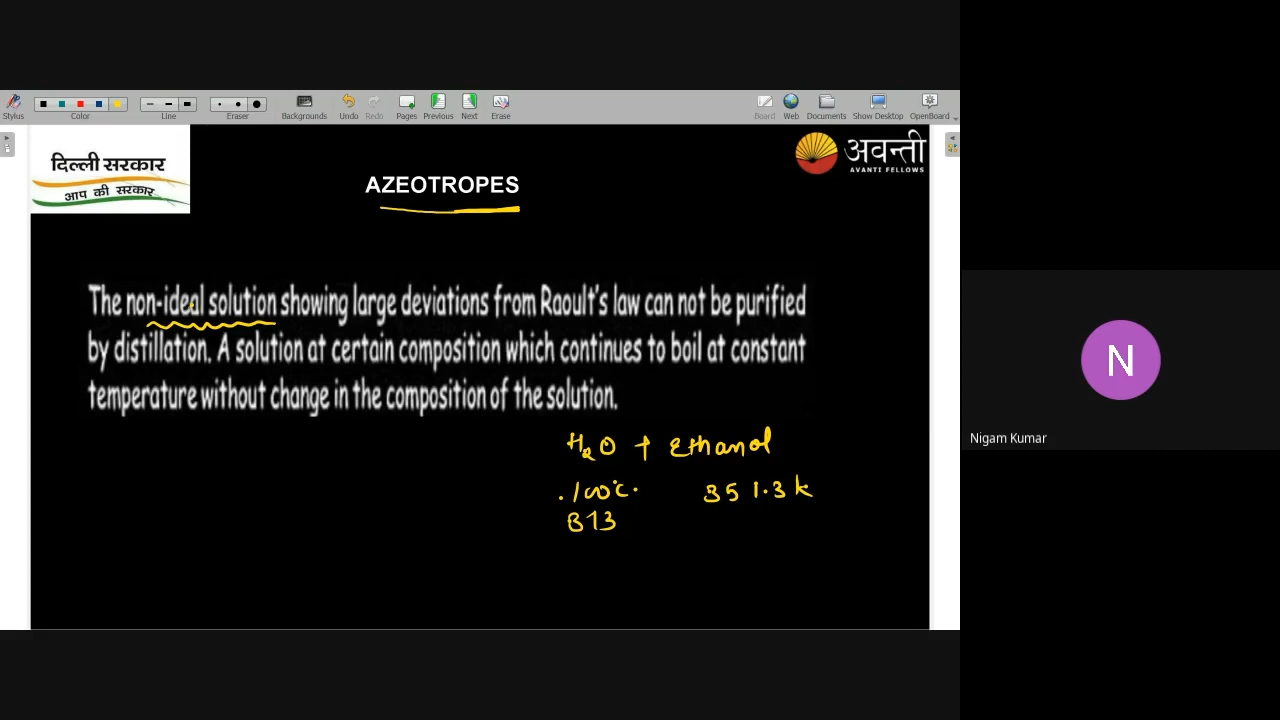 Stylus
Color
Line
Eraser
Backgrounds
Undo
Redo
Pages
Previous
Next
Erase
Board
Web
Documents
Show Desktop
OpenBoard
दिल्ली सरकार
आप की सरकार
अवन्ती
AVANTI FELLOWS
AZEOTROPES
The non-ideal solution showing large deviations from Raoult's law can not be purified
by distillation. A solution at certain composition which continues to boil at constant
temperature without change in the composition of the solution.
H₂O + Ethanol
100°C 351.3 k
373
N
Nigam Kumar